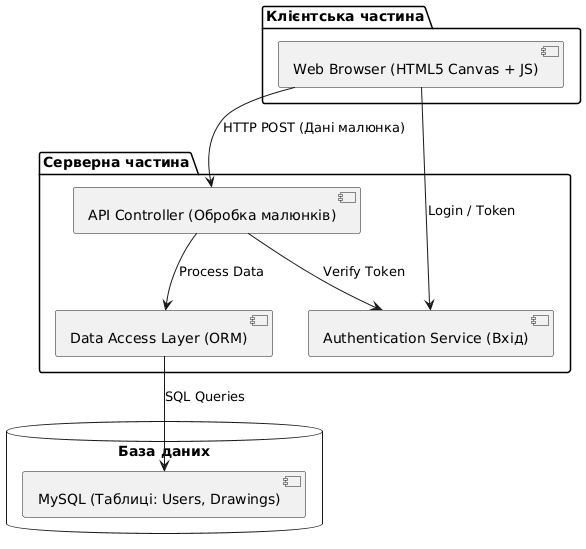 Клієнтська частина
Web Browser (HTML5 Canvas + JS)
HTTP POST (Дані малюнка)
Серверна частина
API Controller (Обробка малюнків)
Login / Token
Process Data
Verify Token
Data Access Layer (ORM)
Authentication Service (Вхід)
SQL Queries
База даних
MySQL (Таблиці: Users, Drawings)